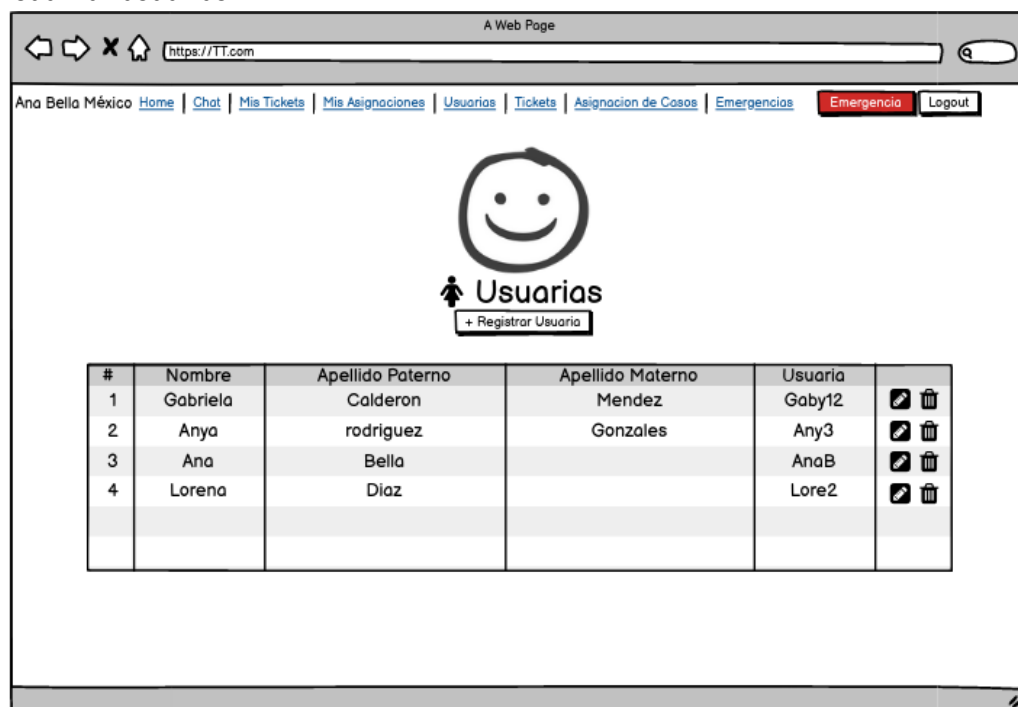 A Web Page
https://TT.com
Ana Bella México Home | Chat | Mis Tickets | Mis Asignaciones | Usuarias | Tickets | Asignacion de Casos | Emergencias Emergencia Logout
Usuarias
+ Registrar Usuaria
# Nombre Apellido Paterno Apellido Materno Usuaria
1 Gabriela Calderon Mendez Gaby12
2 Anya rodriguez Gonzales Any3
3 Ana Bella AnaB
4 Lorena Diaz Lore2